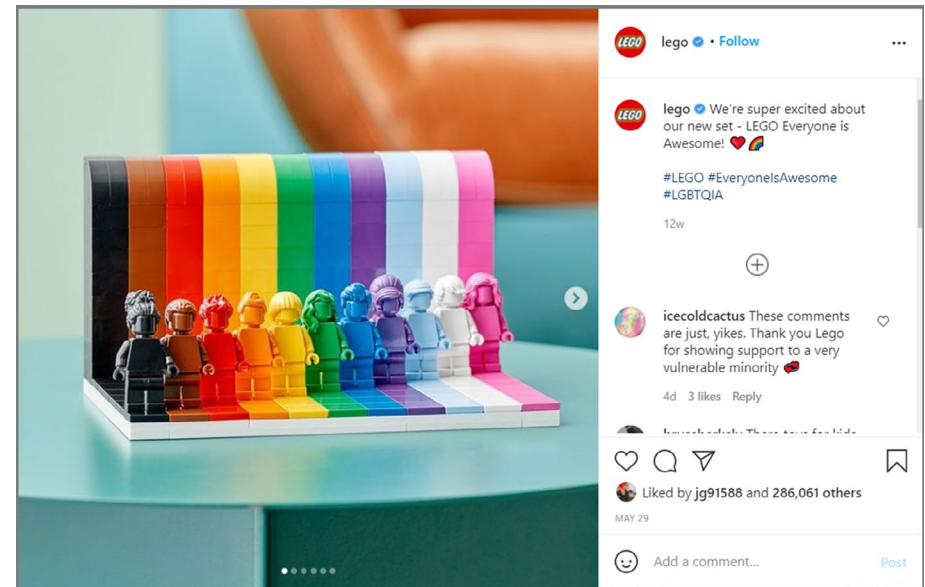 LEGO lego • Follow
LEGO lego We're super excited about
our new set - LEGO Everyone is
Awesome! ❤️🌈
#LEGO #EveryoneIsAwesome
#LGBTQIA
12w
icecoldcactus These comments
are just, yikes. Thank you Lego
for showing support to a very
vulnerable minority 💞
4d 3 likes Reply
Liked by jg91588 and 286,061 others
MAY 29
Add a comment... Post